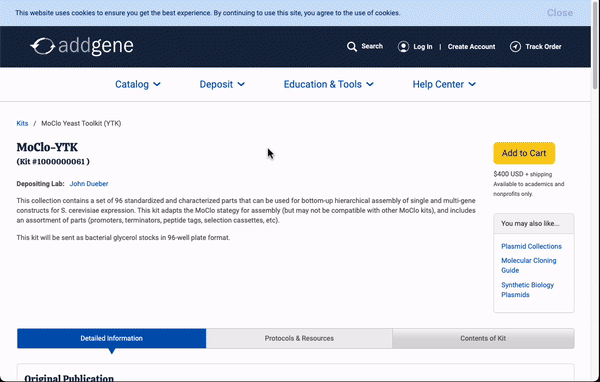 This website uses cookies to ensure you get the best experience. By continuing to use this site, you agree to the use of cookies.
Close
addgene
Search
Log In | Create Account
Track Order
Catalog
Deposit
Education & Tools
Help Center
Kits / MoClo Yeast Toolkit (YTK)
MoClo-YTK
(Kit #1000000061 )
Depositing Lab: John Dueber
This collection contains a set of 96 standardized and characterized parts that can be used for bottom-up hierarchical assembly of single and multi-gene
constructs for S. cerevisiae expression. This kit adapts the MoClo stategy for assembly (but may not be compatible with other MoClo kits), and includes
an assortment of parts (promoters, terminators, peptide tags, selection cassettes, etc).
This kit will be sent as bacterial glycerol stocks in 96-well plate format.
Add to Cart
$400 USD + shipping
Available to academics and
nonprofits only.
You may also like...
Plasmid Collections
Molecular Cloning
Guide
Synthetic Biology
Plasmids
Detailed Information
Protocols & Resources
Contents of Kit
Original Publication